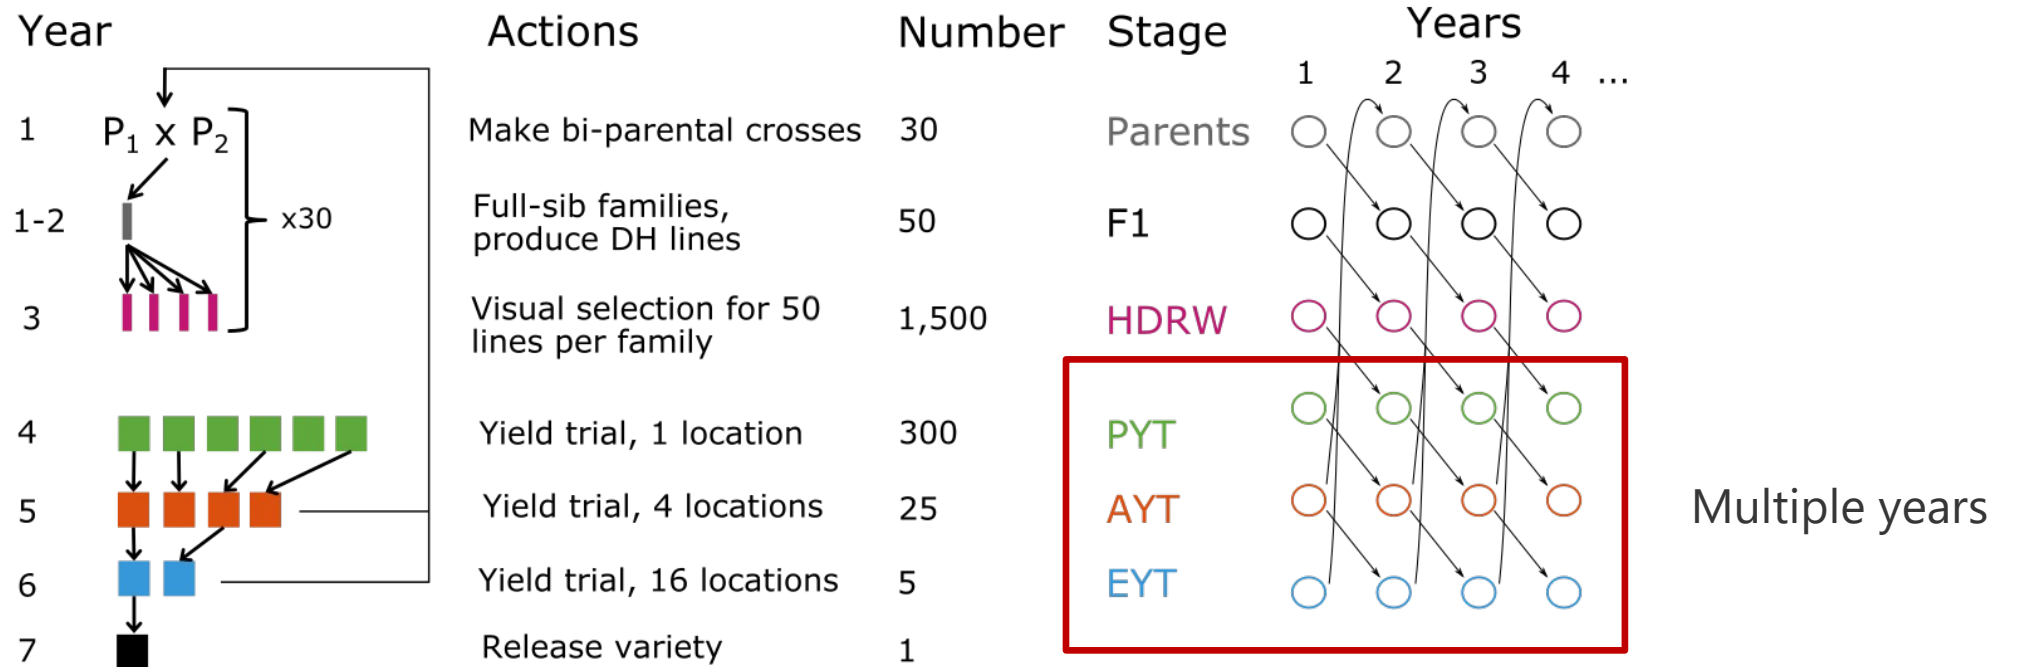 Year Actions Number Stage Years
1 2 3 4 ...
1 P1 x P2 Make bi-parental crosses 30 Parents
1-2 x30 Full-sib families,
produce DH lines 50 F1
3 Visual selection for 50
lines per family 1,500 HDRW
4 Yield trial, 1 location 300 PYT
5 Yield trial, 4 locations 25 AYT Multiple years
6 Yield trial, 16 locations 5 EYT
7 Release variety 1